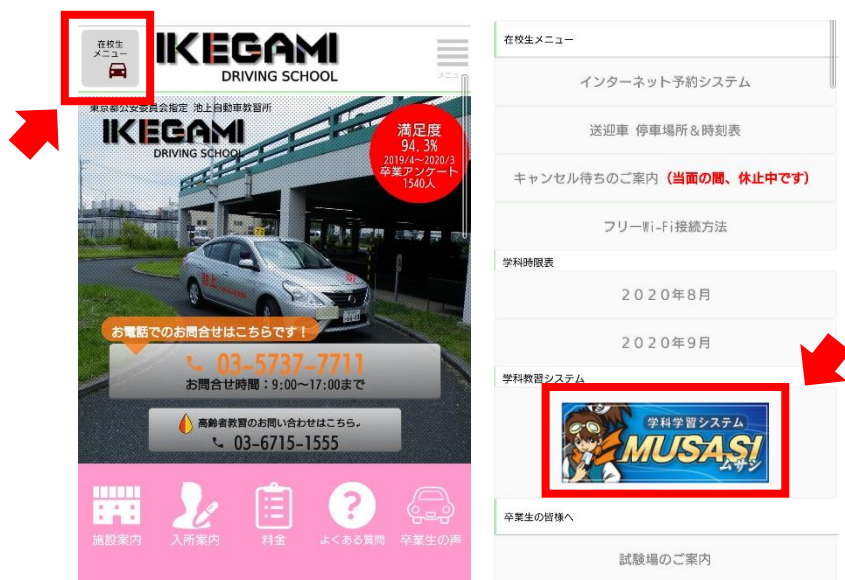 在校生
メニュー
IKEGAMI
DRIVING SCHOOL
メニュー
東京都公安委員会指定 池上自動車教習所
IKEGAMI
DRIVING SCHOOL
満足度
94.3%
2019/4～2020/3
卒業アンケート
1540人
お電話でのお問合せはこちらです！
03-5737-7711
お問合せ時間：9:00～17:00まで
高齢者教習のお問い合わせはこちら。
03-6715-1555
施設案内
入所案内
料金
よくある質問
卒業生の声
在校生メニュー
インターネット予約システム
送迎車 停車場所＆時刻表
キャンセル待ちのご案内（当面の間、休止中です）
フリーWi-Fi接続方法
学科時限表
２０２０年８月
２０２０年９月
学科教習システム
学科学習システム
MUSASI
ムサシ
卒業生の皆様へ
試験場のご案内